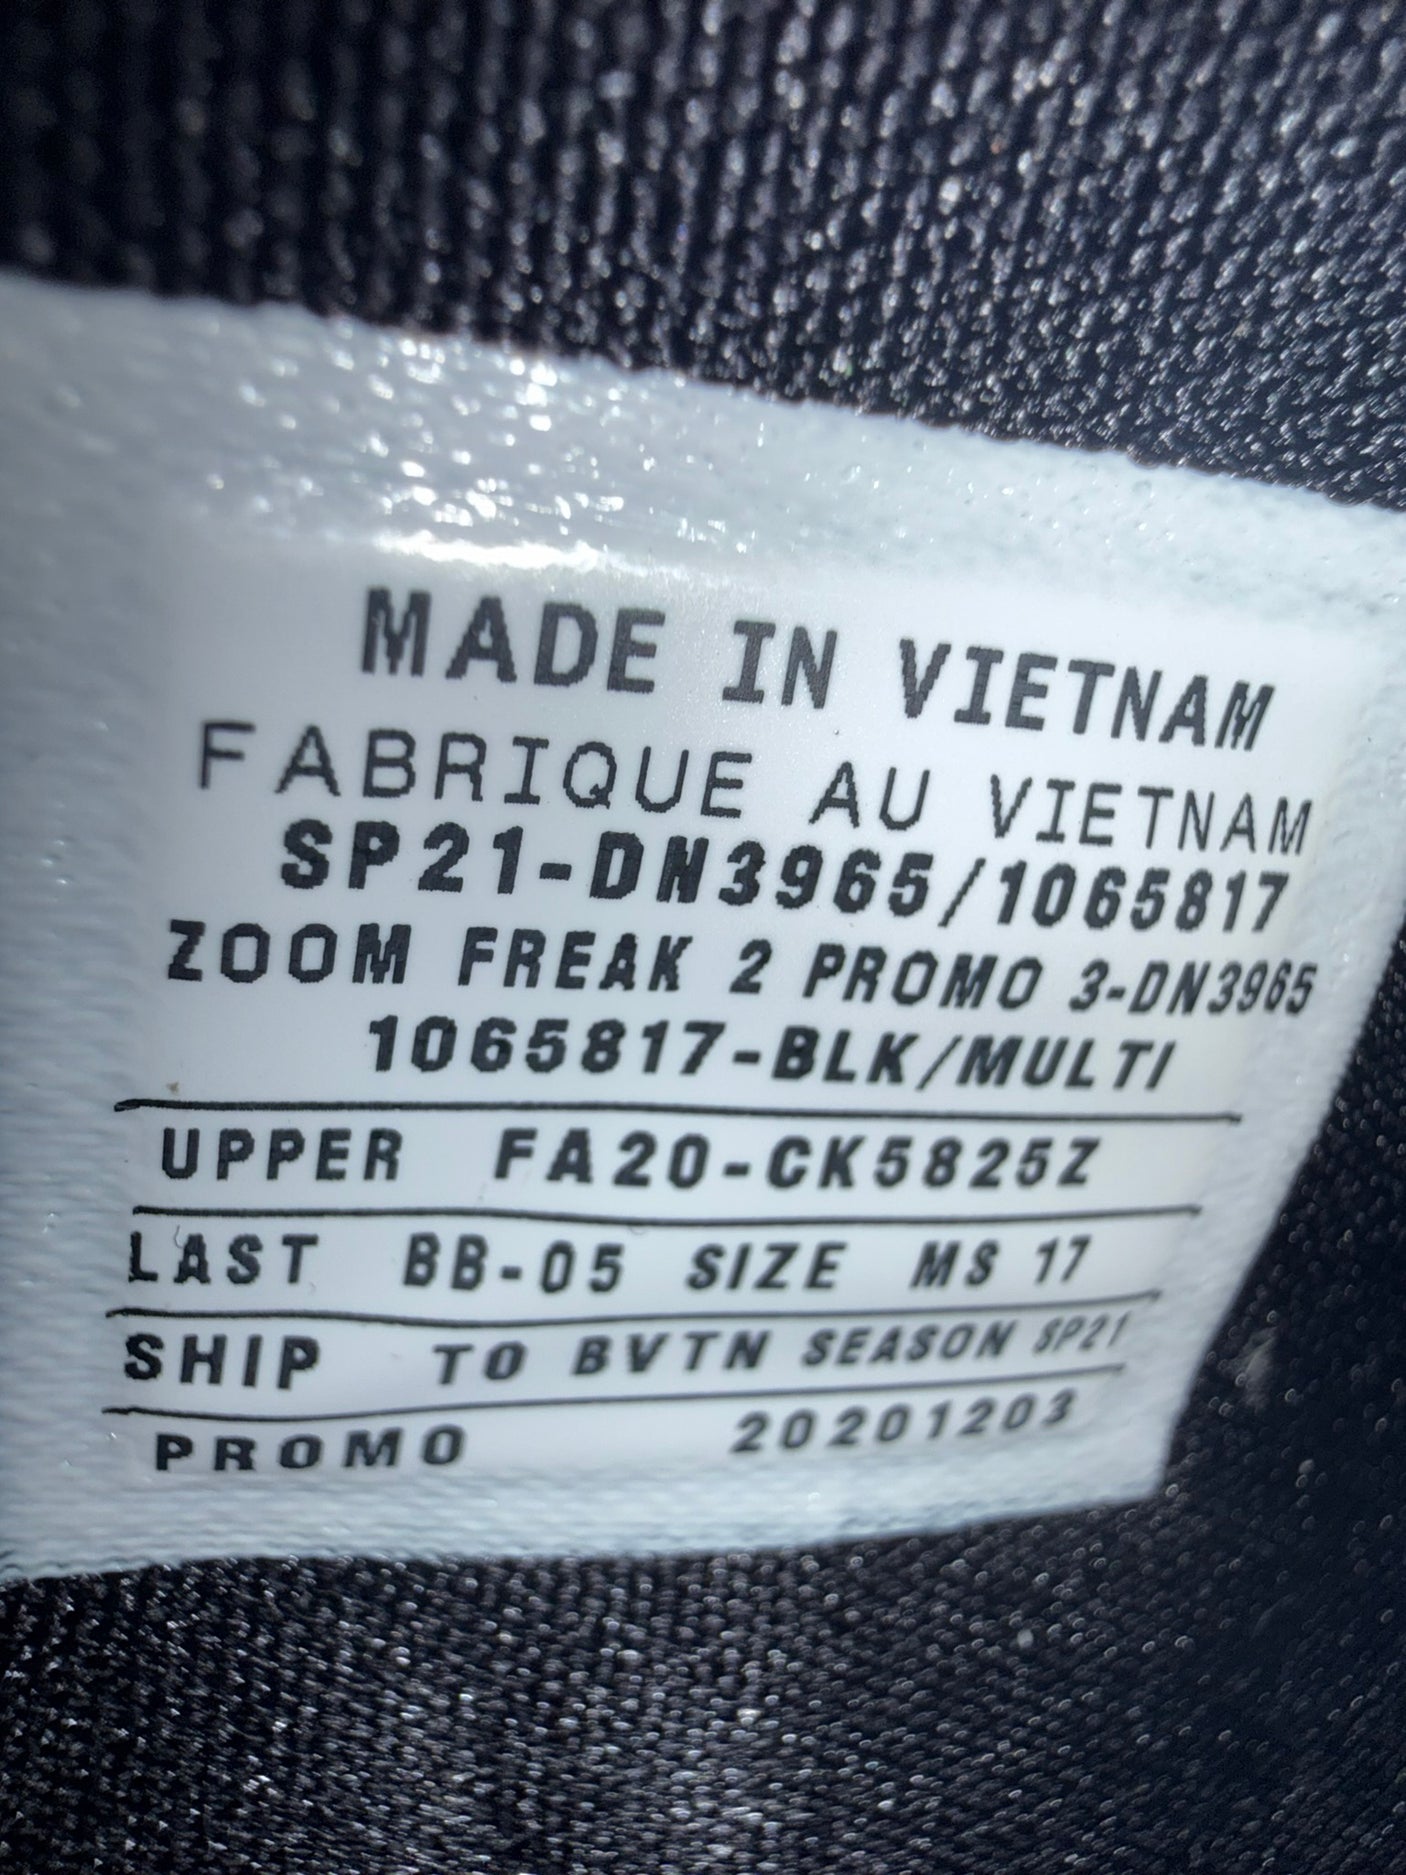 MADE IN VIETNAM
FABRIQUE AU VIETNAM
SP21-DN3965/1065817
ZOOM FREAK 2 PROMO 3-DN3965
1065817-BLK/MULTI
UPPER FA20-CK5825Z
LAST BB-05 SIZE MS 17
SHIP TO BVTN SEASON SP21
PROMO 20201203